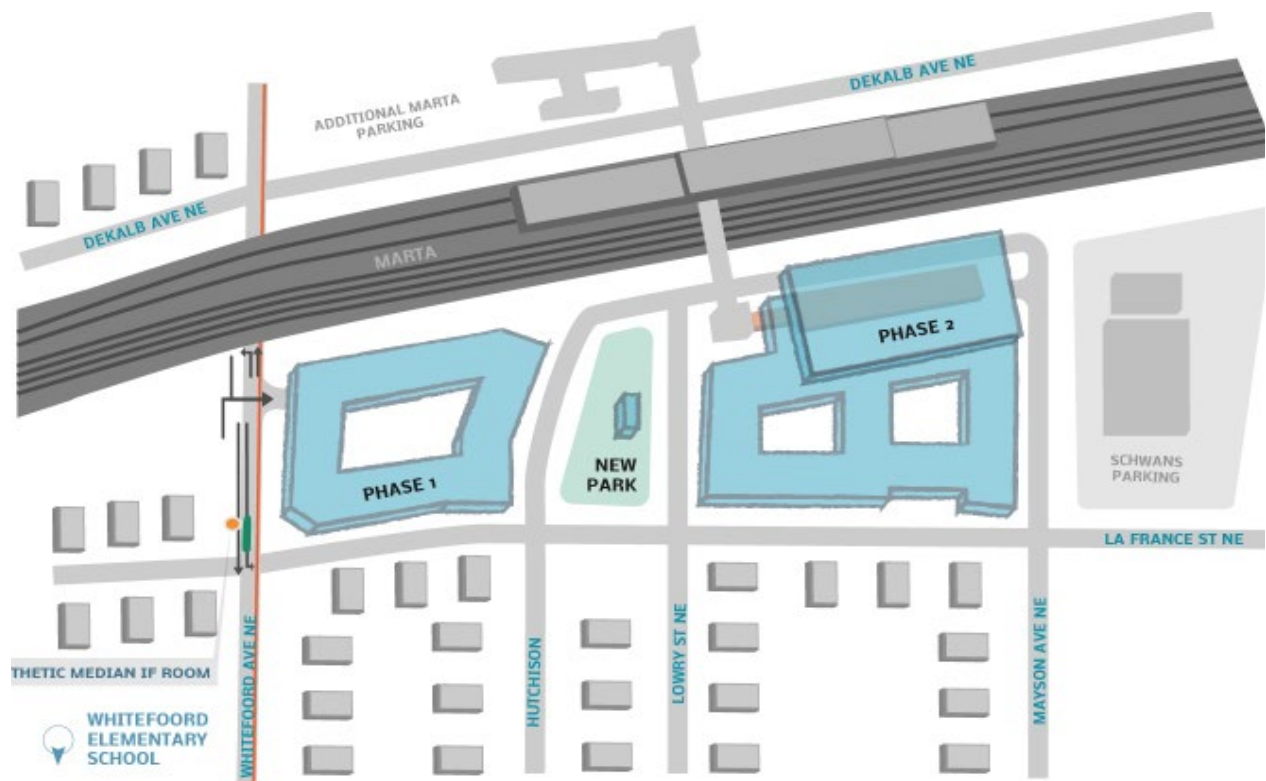 DEKALB AVE NE
ADDITIONAL MARTA
PARKING
DEKALB AVE NE
MARTA
PHASE 2
PHASE 1
NEW
PARK
SCHWANS
PARKING
LA FRANCE ST NE
THETIC MEDIAN IF ROOM
WHITEFOORD AVE NE
HUTCHISON
LOWRY ST NE
MAYSON AVE NE
WHITEFOORD
ELEMENTARY
SCHOOL